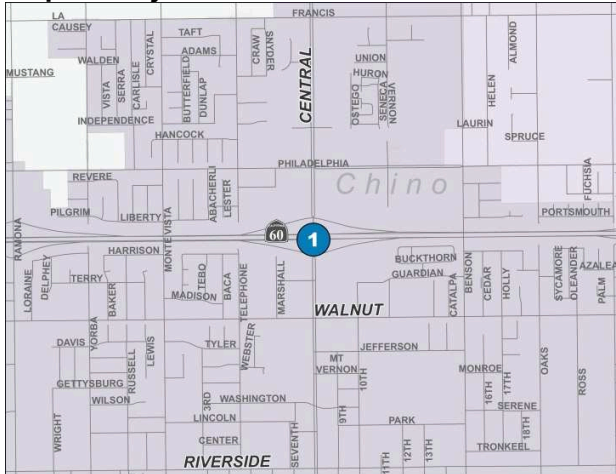 FRANCIS
LA
CAUSEY
TAFT
ADAMS
CRAW
SNYDER
CENTRAL
UNION
HURON
OSTEGO
SENECA
VERNON
HELEN
ALMOND
WALDEN
MUSTANG
VISTA
SERRA
CARLISLE
CRYSTAL
BUTTERFIELD
DUNLAP
INDEPENDENCE
HANCOCK
LAURIN
SPRUCE
PHILADELPHIA
REVERE
Chino
FUCHSIA
PILGRIM
LIBERTY
MONTE VISTA
ABACHERLI
LESTER
PORTSMOUTH
RAMONA
60
1
HARRISON
BUCKTHORN
GUARDIAN
LORAINE
DELPHEY
TERRY
BAKER
MADISON
TEBO
BACA
TELEPHONE
MARSHALL
CATALPA
BENSON
CEDAR
HOLLY
SYCAMORE
OLEANDER
AZALEA
PALM
WALNUT
DAVIS
YORBA
RUSSELL
LEWIS
TYLER
WEBSTER
JEFFERSON
MT
VERNON
10TH
MONROE
OAKS
ROSS
GETTYSBURG
WILSON
3RD
WASHINGTON
9TH
16TH
17TH
SERENE
WRIGHT
LINCOLN
CENTER
SEVENTH
PARK
11TH
12TH
13TH
18TH
TRONKEEL
RIVERSIDE